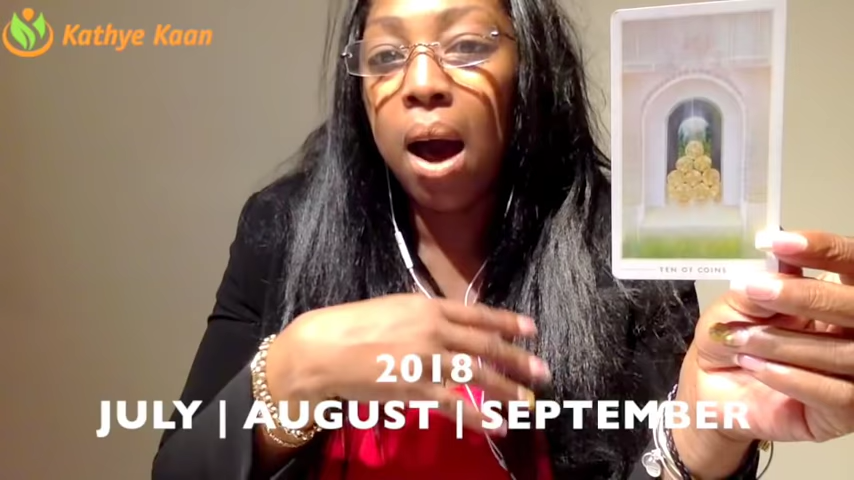 Kathye Kaan
TEN OF COINS
2018
JULY | AUGUST | SEPTEMBER